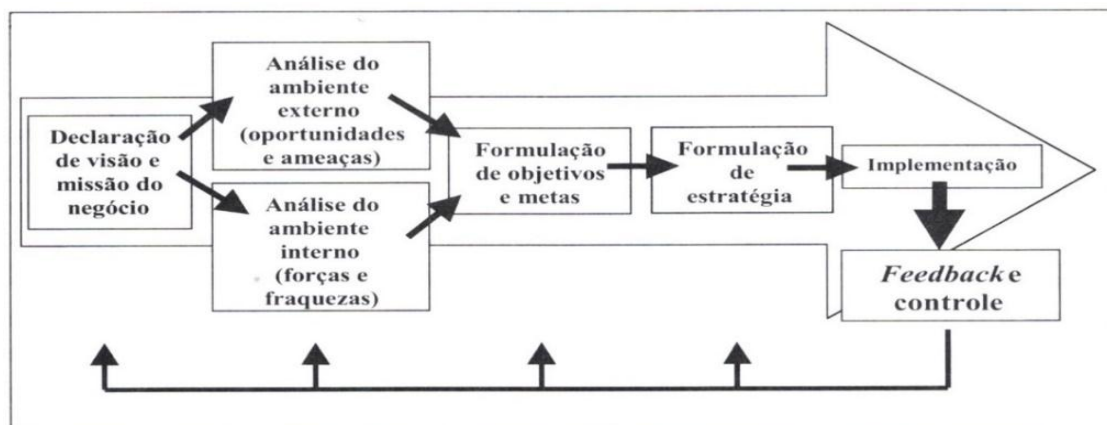 Declaração
de visão e
missão do
negócio
Análise do
ambiente
externo
(oportunidades
e ameaças)
Análise do
ambiente
interno
(forças e
fraquezas)
Formulação
de objetivos
e metas
Formulação
de
estratégia
Implementação
Feedback e
controle